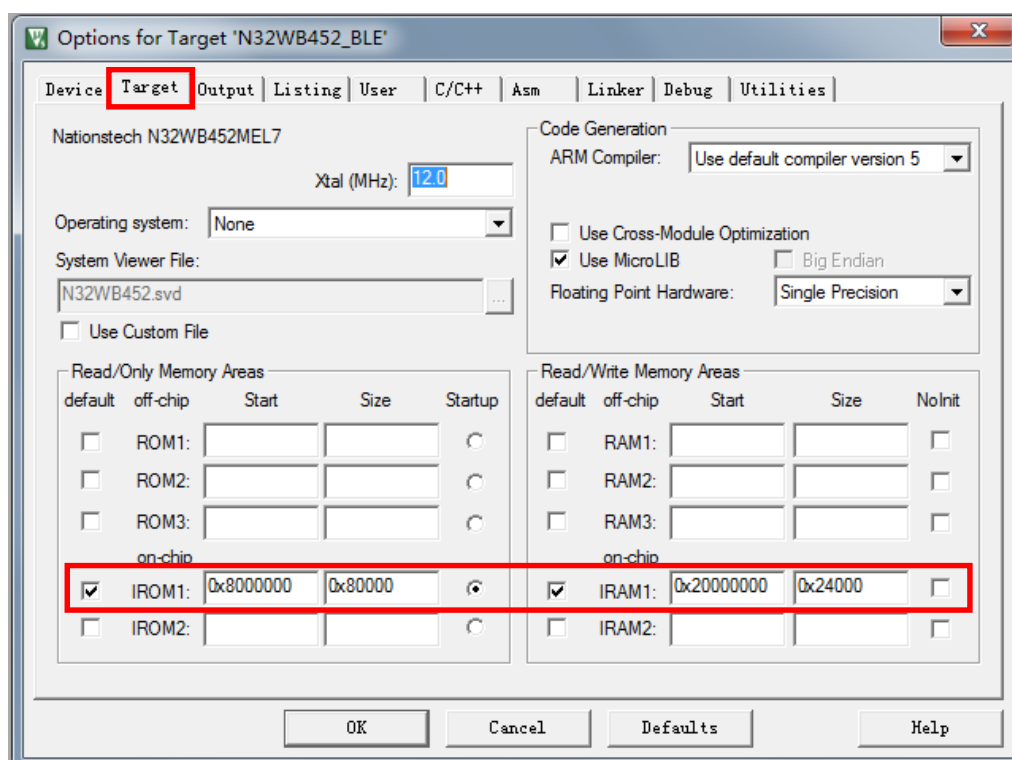 Options for Target 'N32WB452_BLE'
Device Target Output Listing User C/C++ Asm Linker Debug Utilities
Nationstech N32WB452MEL7
Xtal (MHz): 12.0
Operating system: None
System Viewer File:
N32WB452.svd ...
Use Custom File
Code Generation
ARM Compiler: Use default compiler version 5
Use Cross-Module Optimization
Use MicroLIB Big Endian
Floating Point Hardware: Single Precision
Read/Only Memory Areas
default off-chip Start Size Startup
ROM1:
ROM2:
ROM3:
on-chip
IROM1: 0x8000000 0x80000
IROM2:
Read/Write Memory Areas
default off-chip Start Size NoInit
RAM1:
RAM2:
RAM3:
on-chip
IRAM1: 0x20000000 0x24000
IRAM2:
OK Cancel Defaults Help